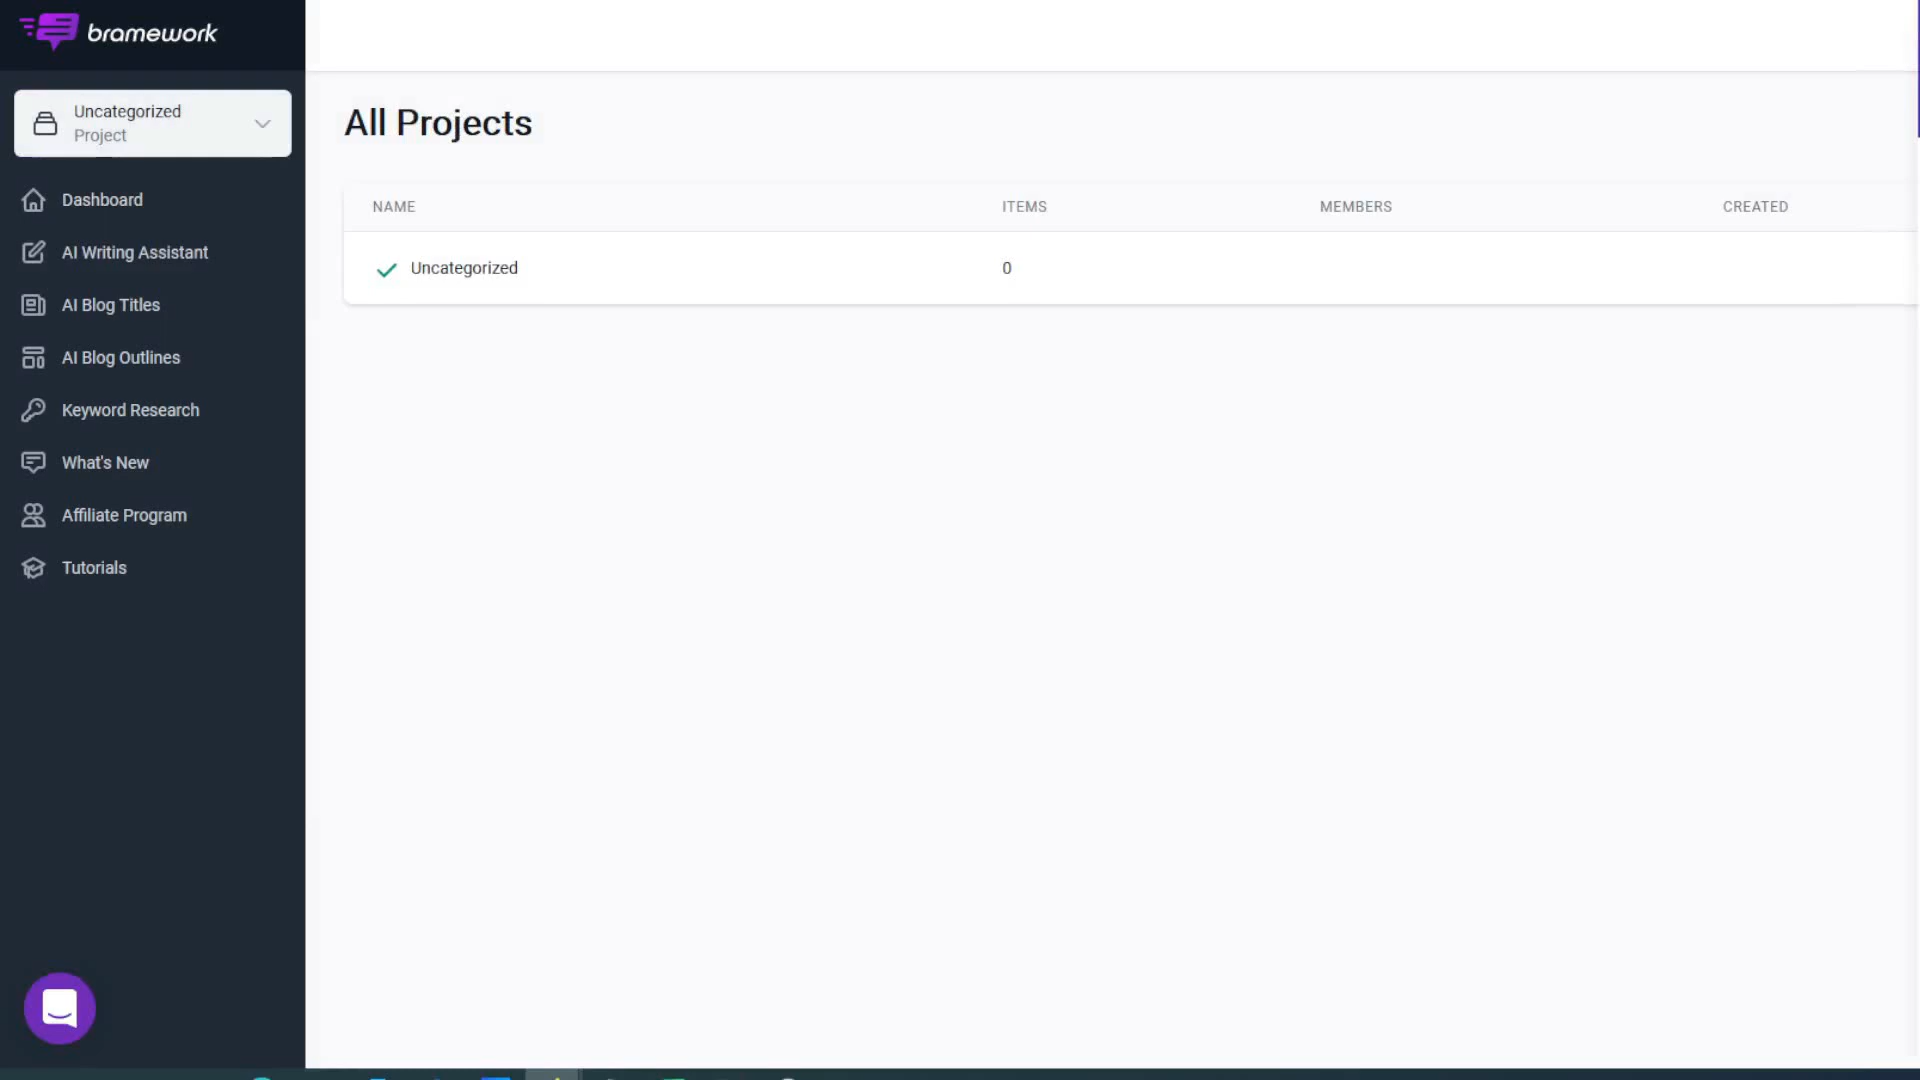 bramework
Uncategorized
Project
Dashboard
AI Writing Assistant
AI Blog Titles
AI Blog Outlines
Keyword Research
What's New
Affiliate Program
Tutorials
All Projects
NAME ITEMS MEMBERS CREATED
Uncategorized 0